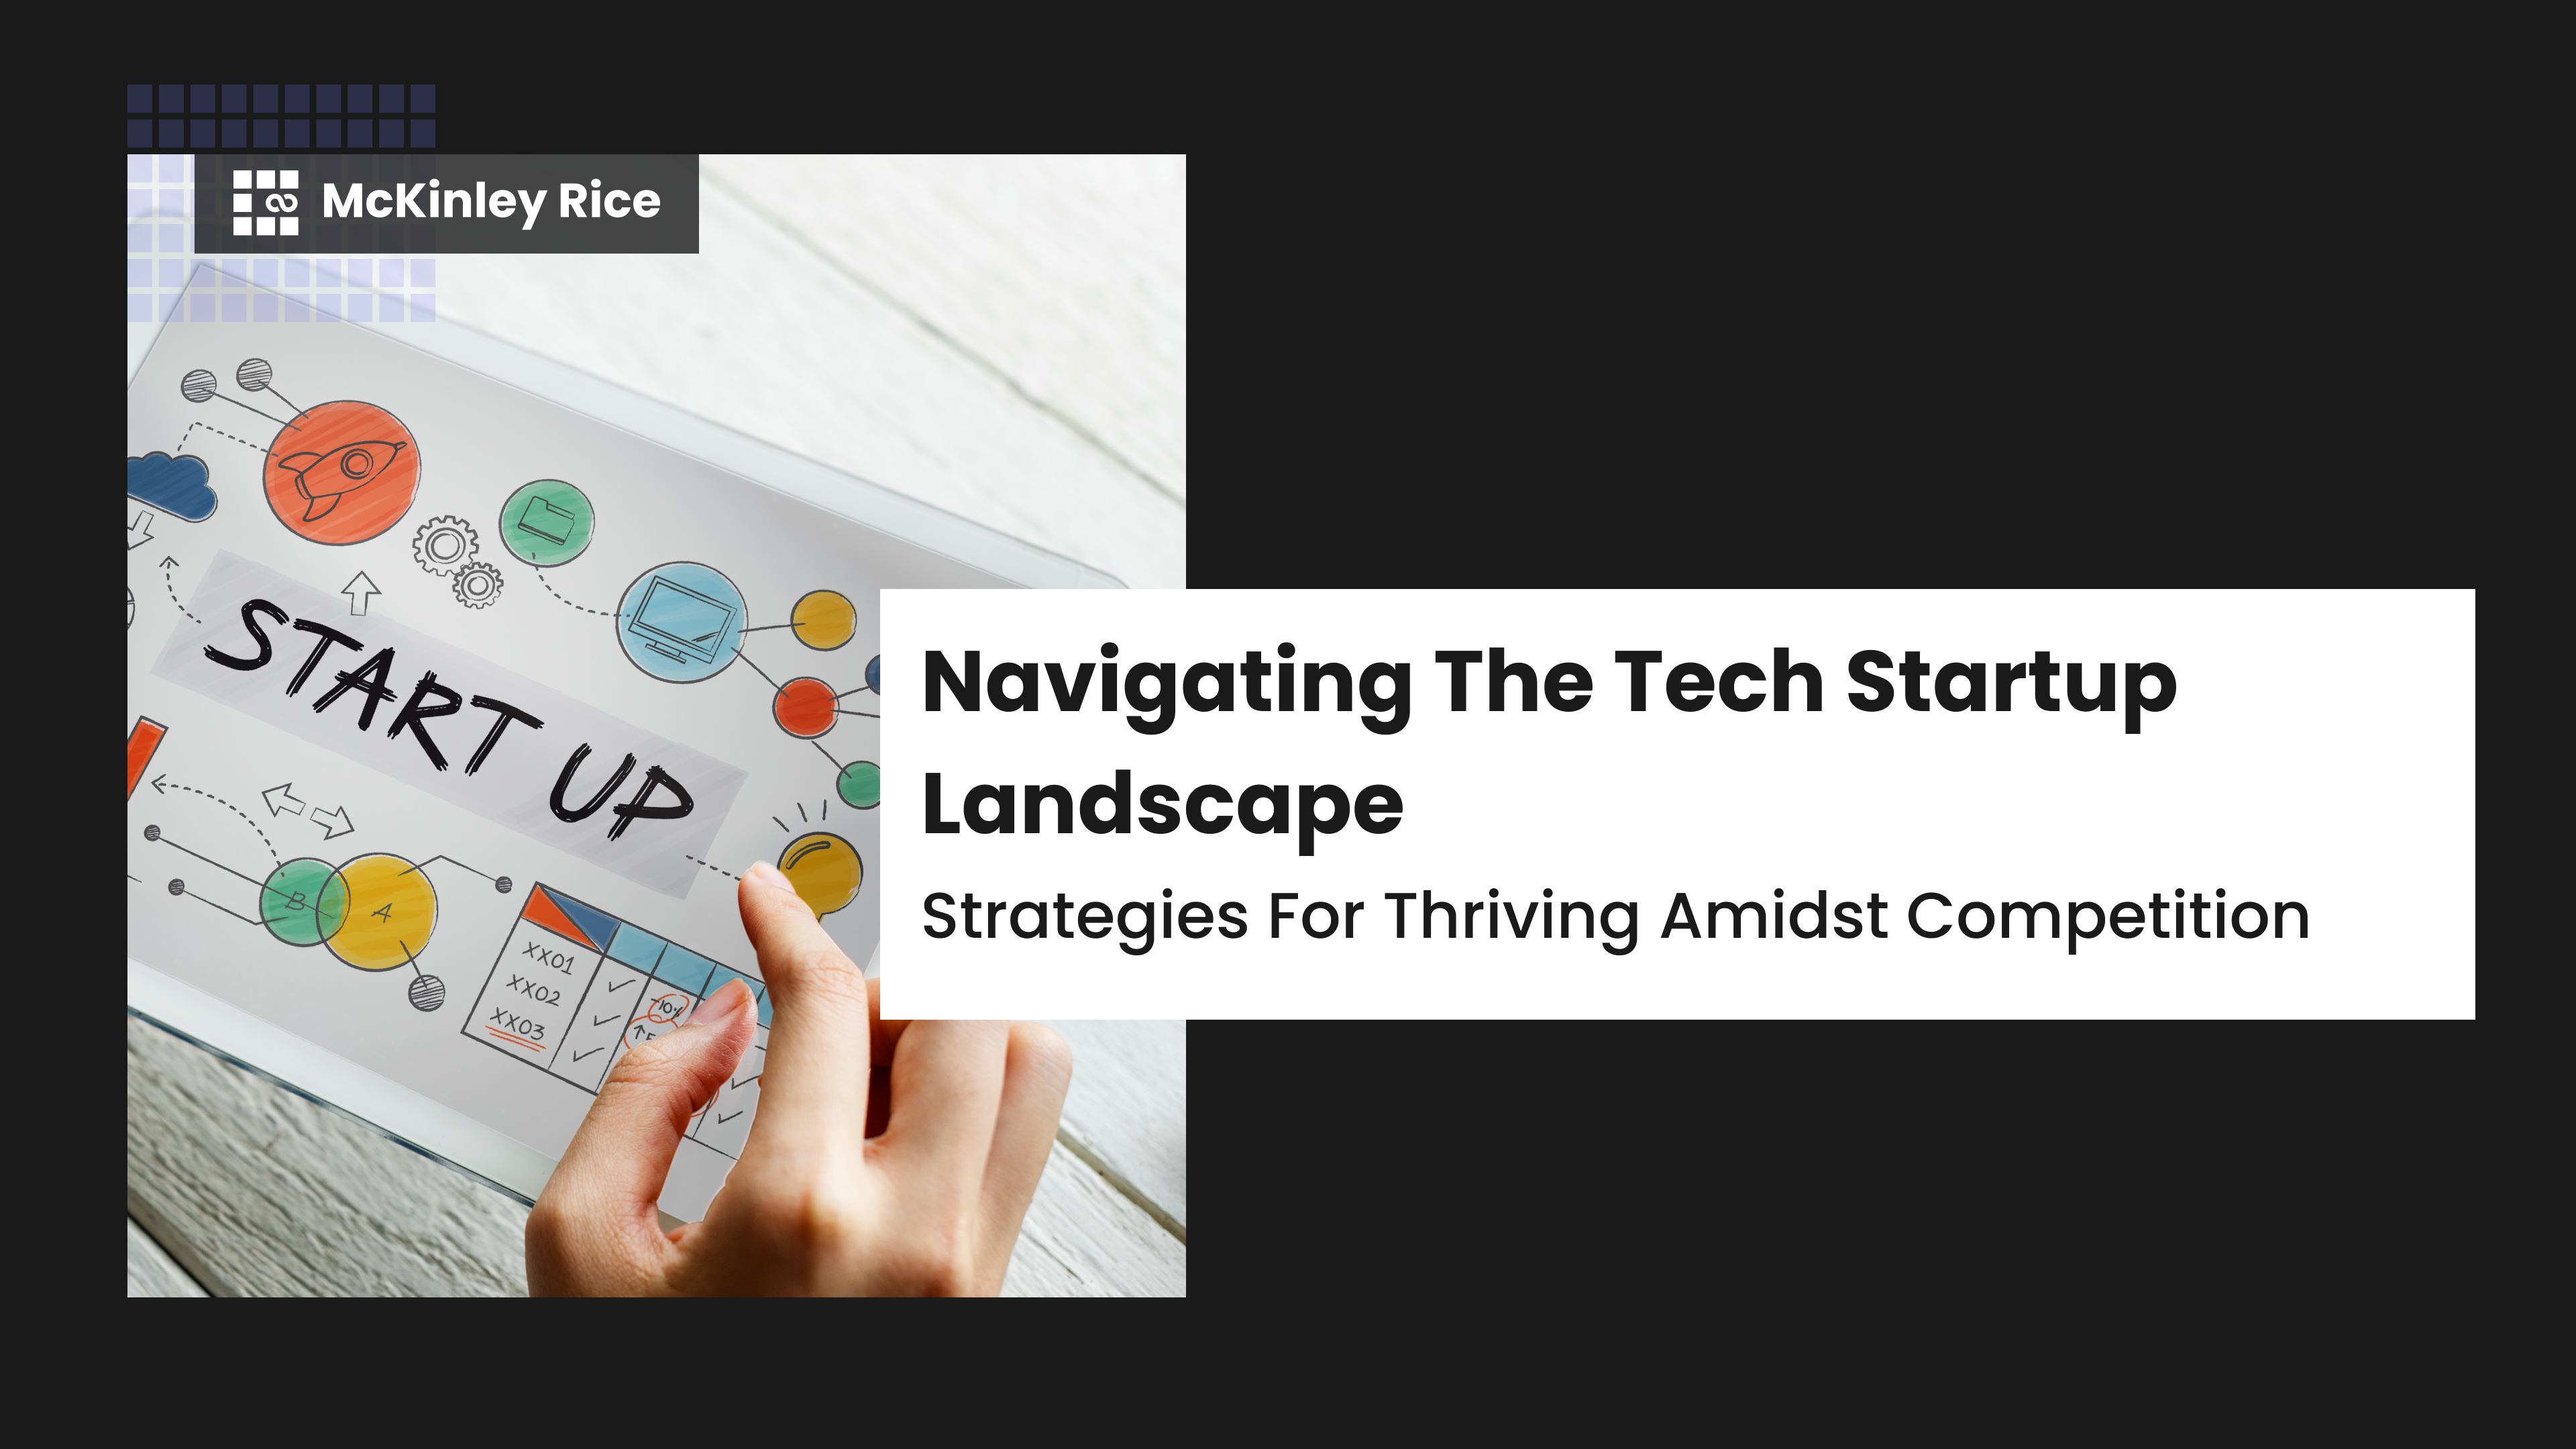 McKinley Rice
START UP
B
A
XX01
XX02
XX03
-10%
Navigating The Tech Startup
Landscape
Strategies For Thriving Amidst Competition